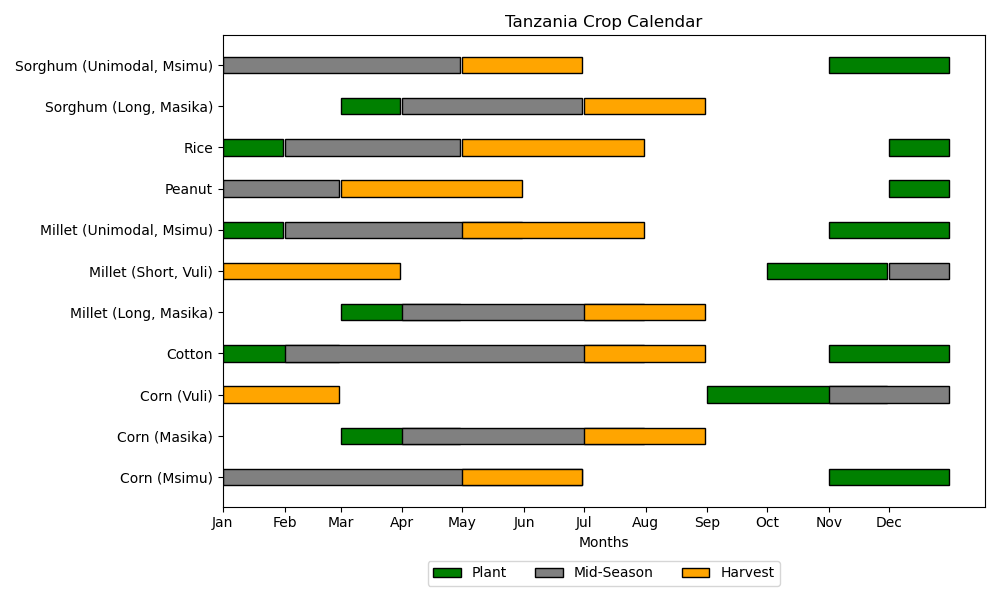 Tanzania Crop Calendar
Sorghum (Unimodal, Msimu)
Sorghum (Long, Masika)
Rice
Peanut
Millet (Unimodal, Msimu)
Millet (Short, Vuli)
Millet (Long, Masika)
Cotton
Corn (Vuli)
Corn (Masika)
Corn (Msimu)
Jan Feb Mar Apr May Jun Jul Aug Sep Oct Nov Dec
Months
Plant Mid-Season Harvest